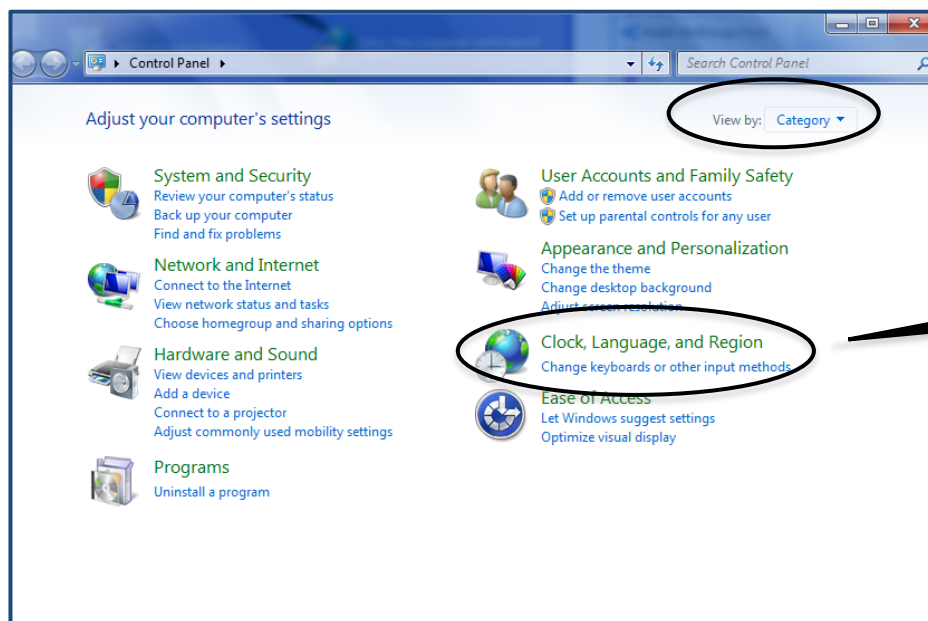 Control Panel
Search Control Panel
Adjust your computer's settings
View by: Category
System and Security
Review your computer's status
Back up your computer
Find and fix problems
Network and Internet
Connect to the Internet
View network status and tasks
Choose homegroup and sharing options
Hardware and Sound
View devices and printers
Add a device
Connect to a projector
Adjust commonly used mobility settings
Programs
Uninstall a program
User Accounts and Family Safety
Add or remove user accounts
Set up parental controls for any user
Appearance and Personalization
Change the theme
Change desktop background
Adjust screen resolution
Clock, Language, and Region
Change keyboards or other input methods
Ease of Access
Let Windows suggest settings
Optimize visual display